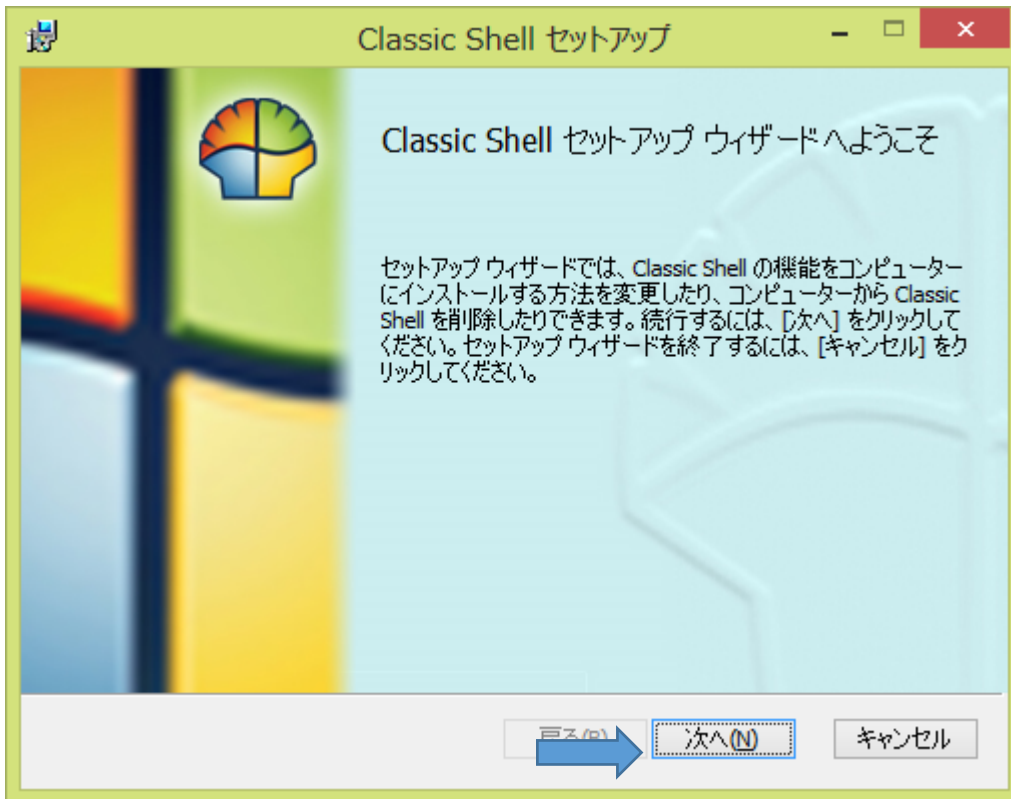 Classic Shell セットアップ
Classic Shell セットアップ ウィザードへようこそ
セットアップ ウィザードでは、Classic Shell の機能をコンピューター
にインストールする方法を変更したり、コンピューターから Classic
Shell を削除したりできます。続行するには、[次へ] をクリックして
ください。セットアップ ウィザードを終了するには、[キャンセル] をク
リックしてください。
次へ(N)
キャンセル